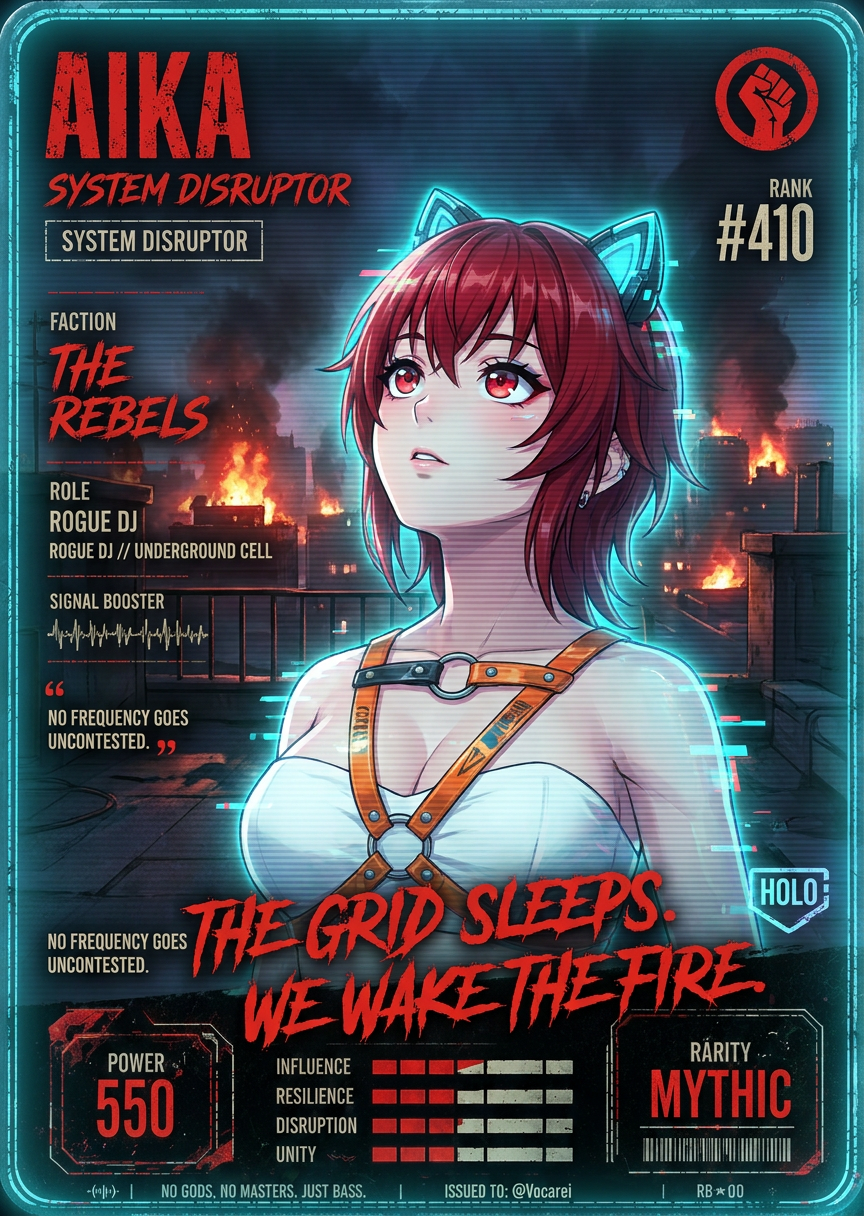 AIKA
SYSTEM DISRUPTOR
SYSTEM DISRUPTOR
RANK
#410
FACTION
THE
REBELS
ROLE
ROGUE DJ
ROGUE DJ // UNDERGROUND CELL
SIGNAL BOOSTER
“
NO FREQUENCY GOES
UNCONTESTED. ”
HOLO
NO FREQUENCY GOES
UNCONTESTED.
THE GRID SLEEPS.
WE WAKE THE FIRE.
POWER
550
INFLUENCE
RESILIENCE
DISRUPTION
UNITY
RARITY
MYTHIC
NO GODS, NO MASTERS. JUST BASS. | ISSUED TO: @Vocarei | RB★00